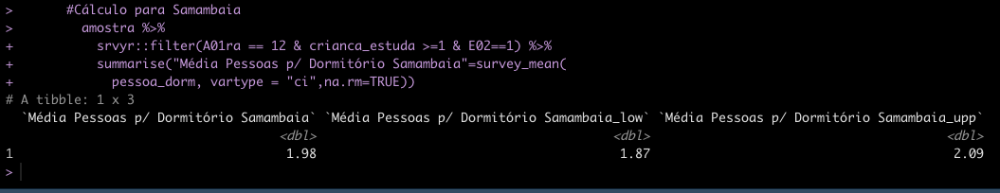 >       #Cálculo para Samambaia
>         amostra %>%
+           srvyr::filter(A01ra == 12 & crianca_estuda >=1 & E02==1) %>%
+           summarise("Média Pessoas p/ Dormitório Samambaia"=survey_mean(
+             pessoa_dorm, vartype = "ci",na.rm=TRUE))
# A tibble: 1 x 3
  `Média Pessoas p/ Dormitório Samambaia` `Média Pessoas p/ Dormitório Samambaia_low` `Média Pessoas p/ Dormitório Samambaia_upp`
                                    <dbl>                                       <dbl>                                       <dbl>
1                                    1.98                                        1.87                                        2.09
>